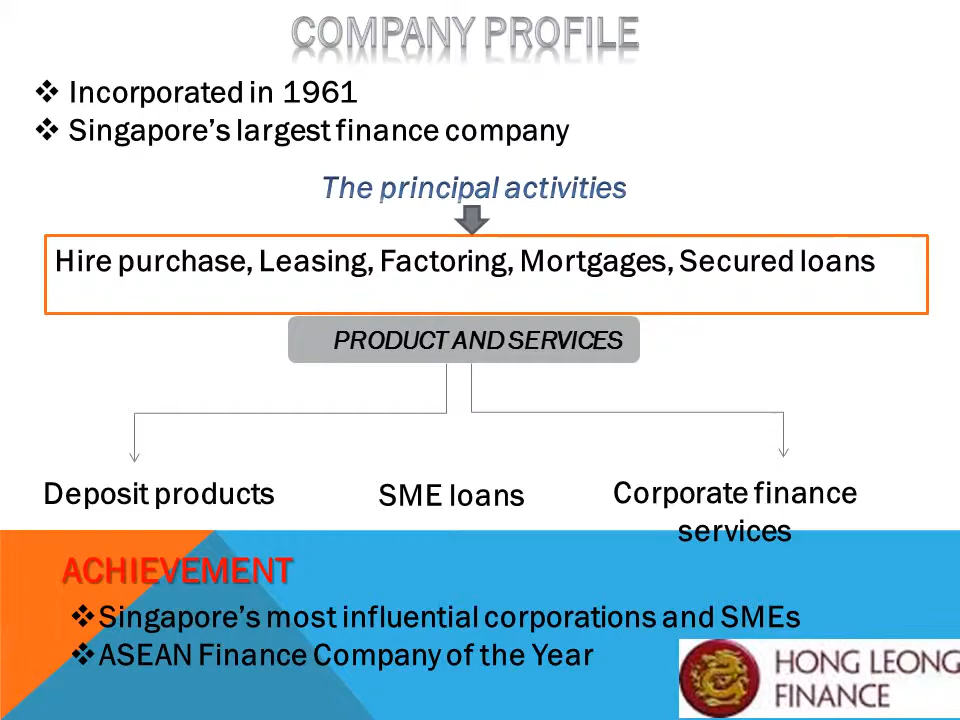 COMPANY PROFILE
❖ Incorporated in 1961
❖ Singapore's largest finance company
The principal activities
Hire purchase, Leasing, Factoring, Mortgages, Secured loans
PRODUCT AND SERVICES
Deposit products
SME loans
Corporate finance
services
ACHIEVEMENT
❖Singapore's most influential corporations and SMEs
❖ASEAN Finance Company of the Year
HONG LEONG
FINANCE